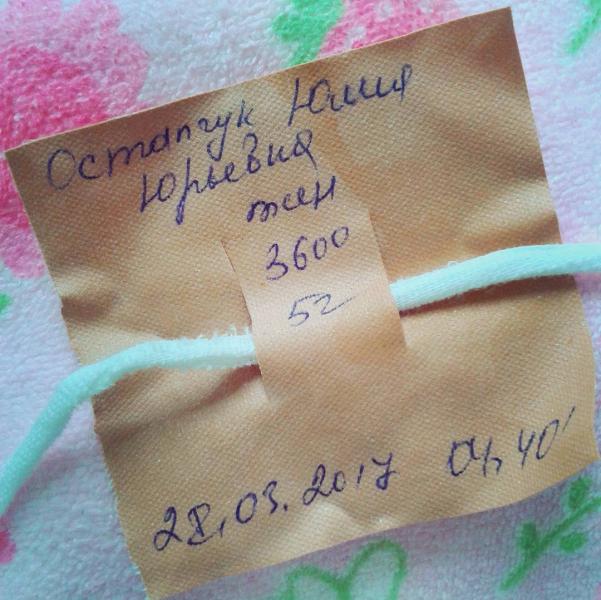 Остапчук Юлия
Юрьевна
жен
3600
52
28.03.2017 04,40'